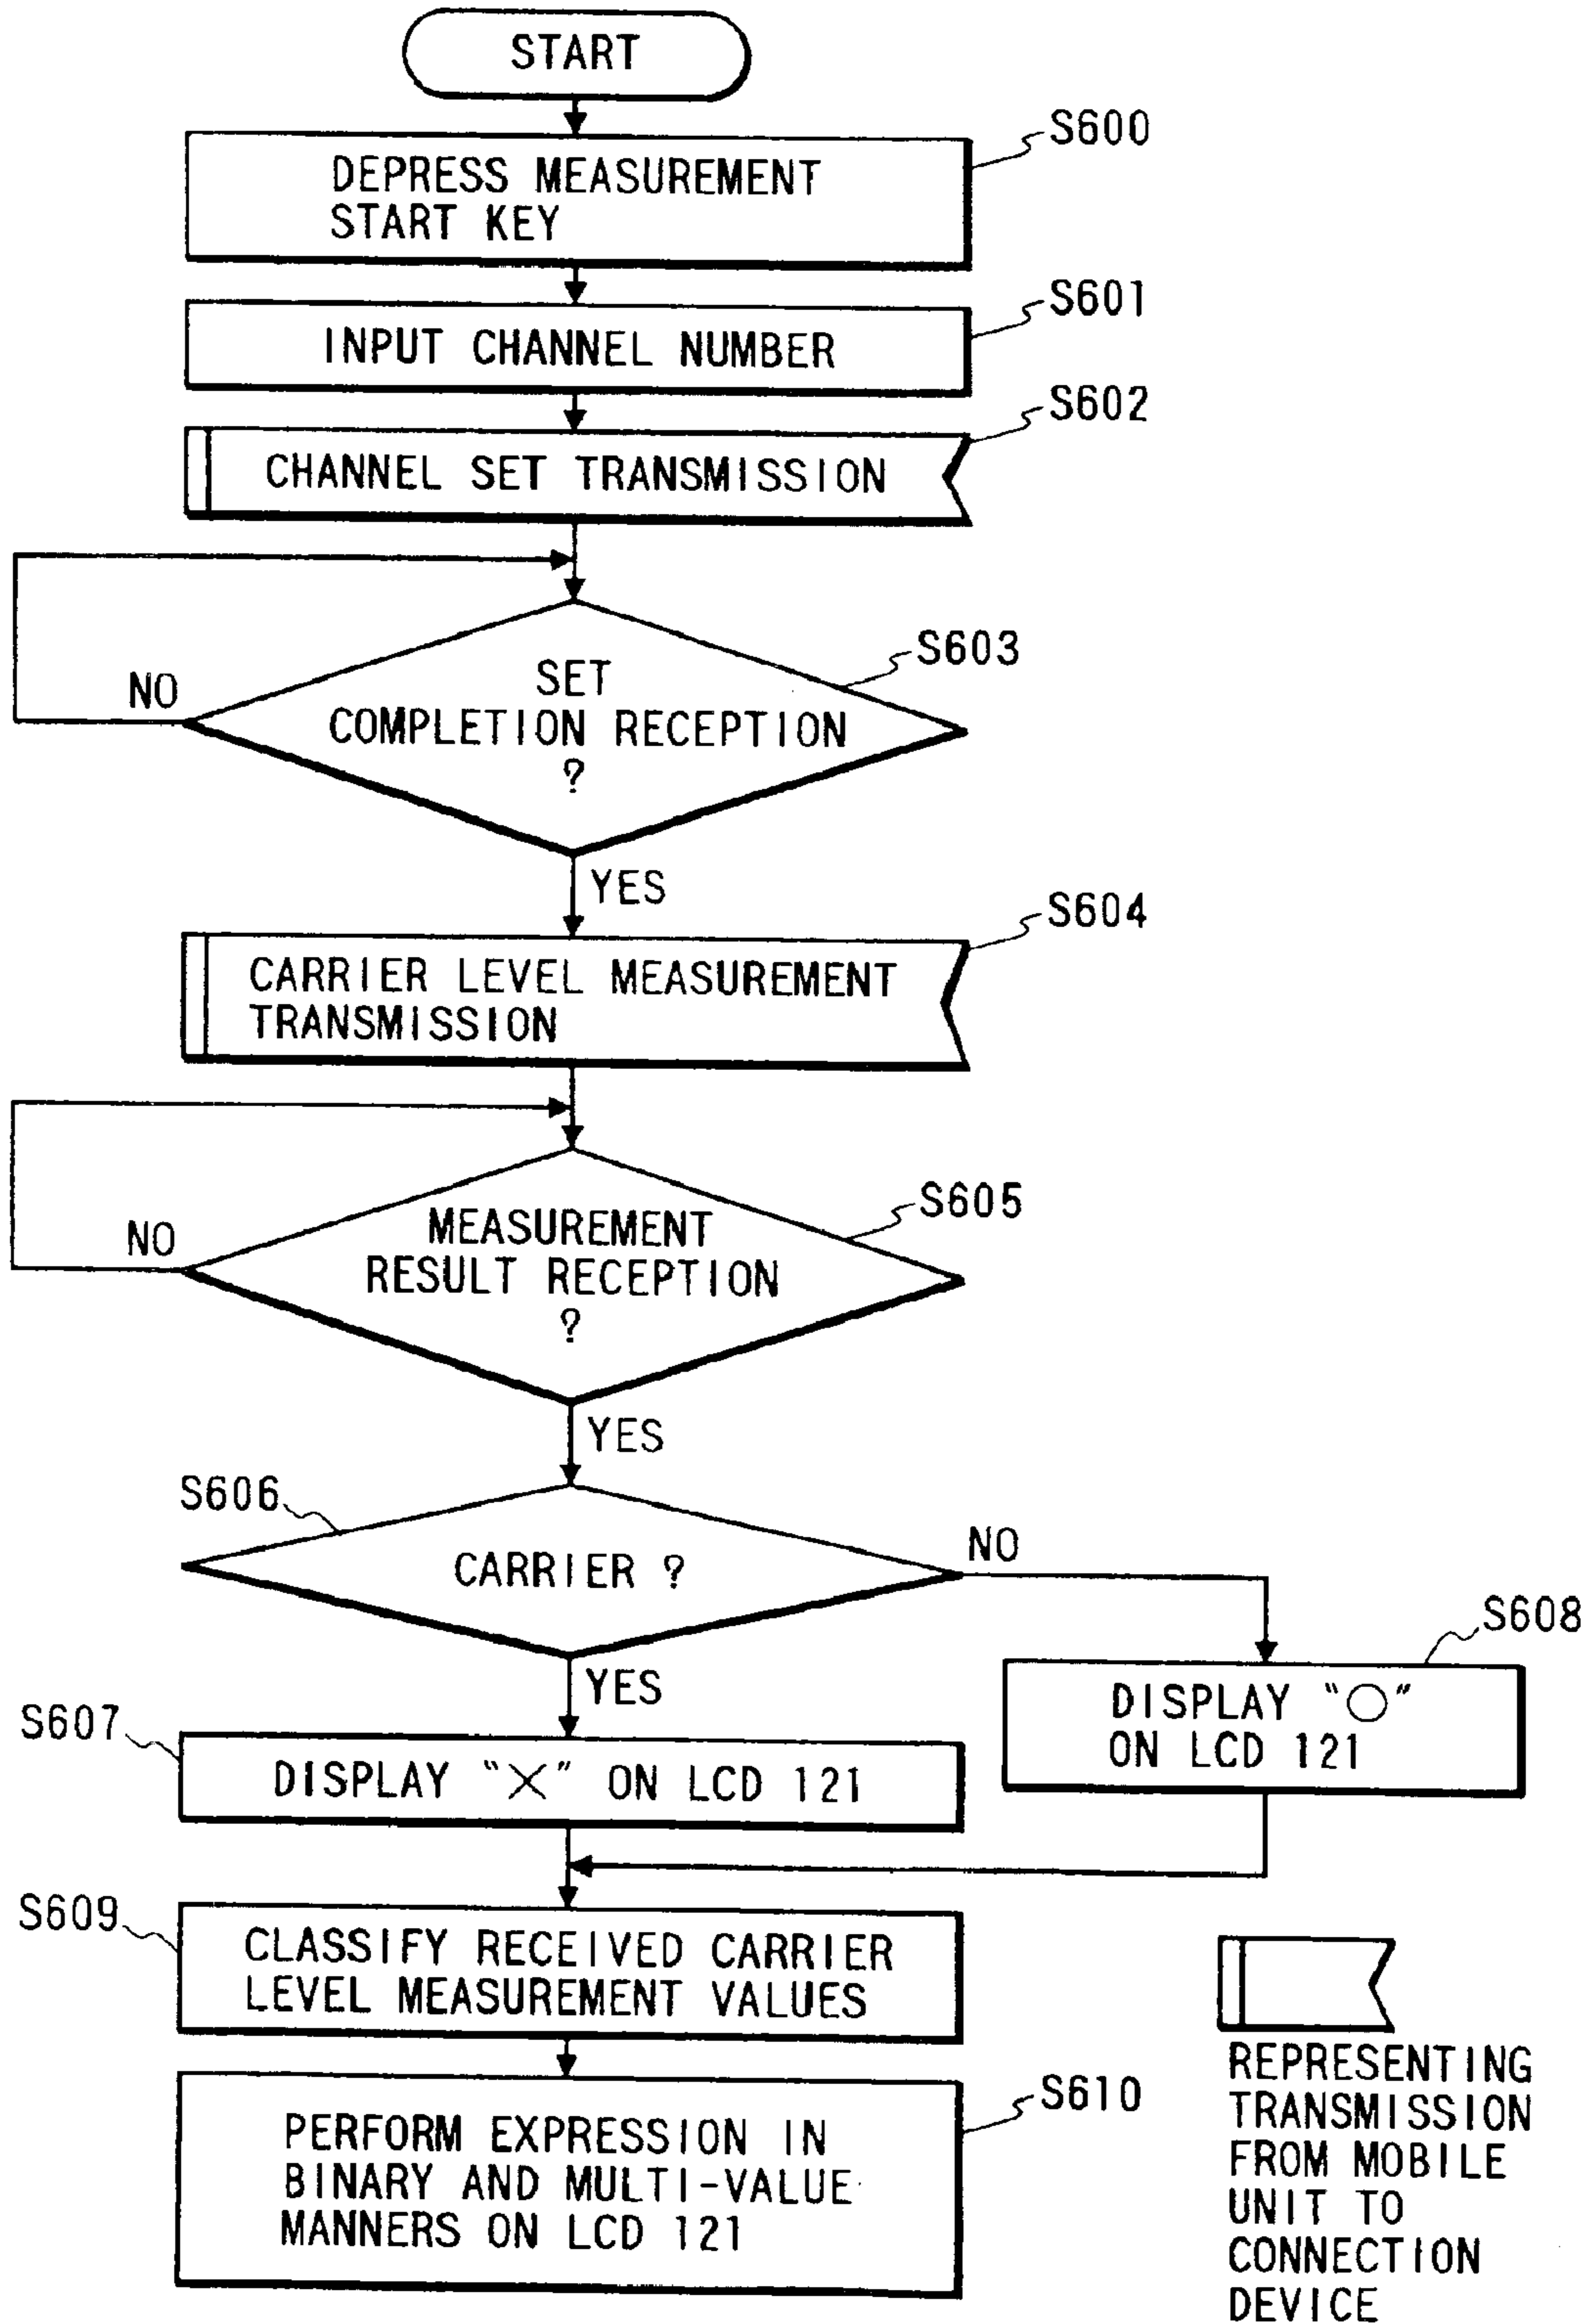 START
S600
DEPRESS MEASUREMENT
START KEY
S601
INPUT CHANNEL NUMBER
S602
CHANNEL SET TRANSMISSION
S603
NO
SET
COMPLETION RECEPTION
?
YES
S604
CARRIER LEVEL MEASUREMENT
TRANSMISSION
S605
NO
MEASUREMENT
RESULT RECEPTION
?
YES
S606
CARRIER ?
NO
S608
YES
DISPLAY "○"
ON LCD 121
S607
DISPLAY "X" ON LCD 121
S609
CLASSIFY RECEIVED CARRIER
LEVEL MEASUREMENT VALUES
S610
PERFORM EXPRESSION IN
BINARY AND MULTI-VALUE
MANNERS ON LCD 121
REPRESENTING
TRANSMISSION
FROM MOBILE
UNIT TO
CONNECTION
DEVICE